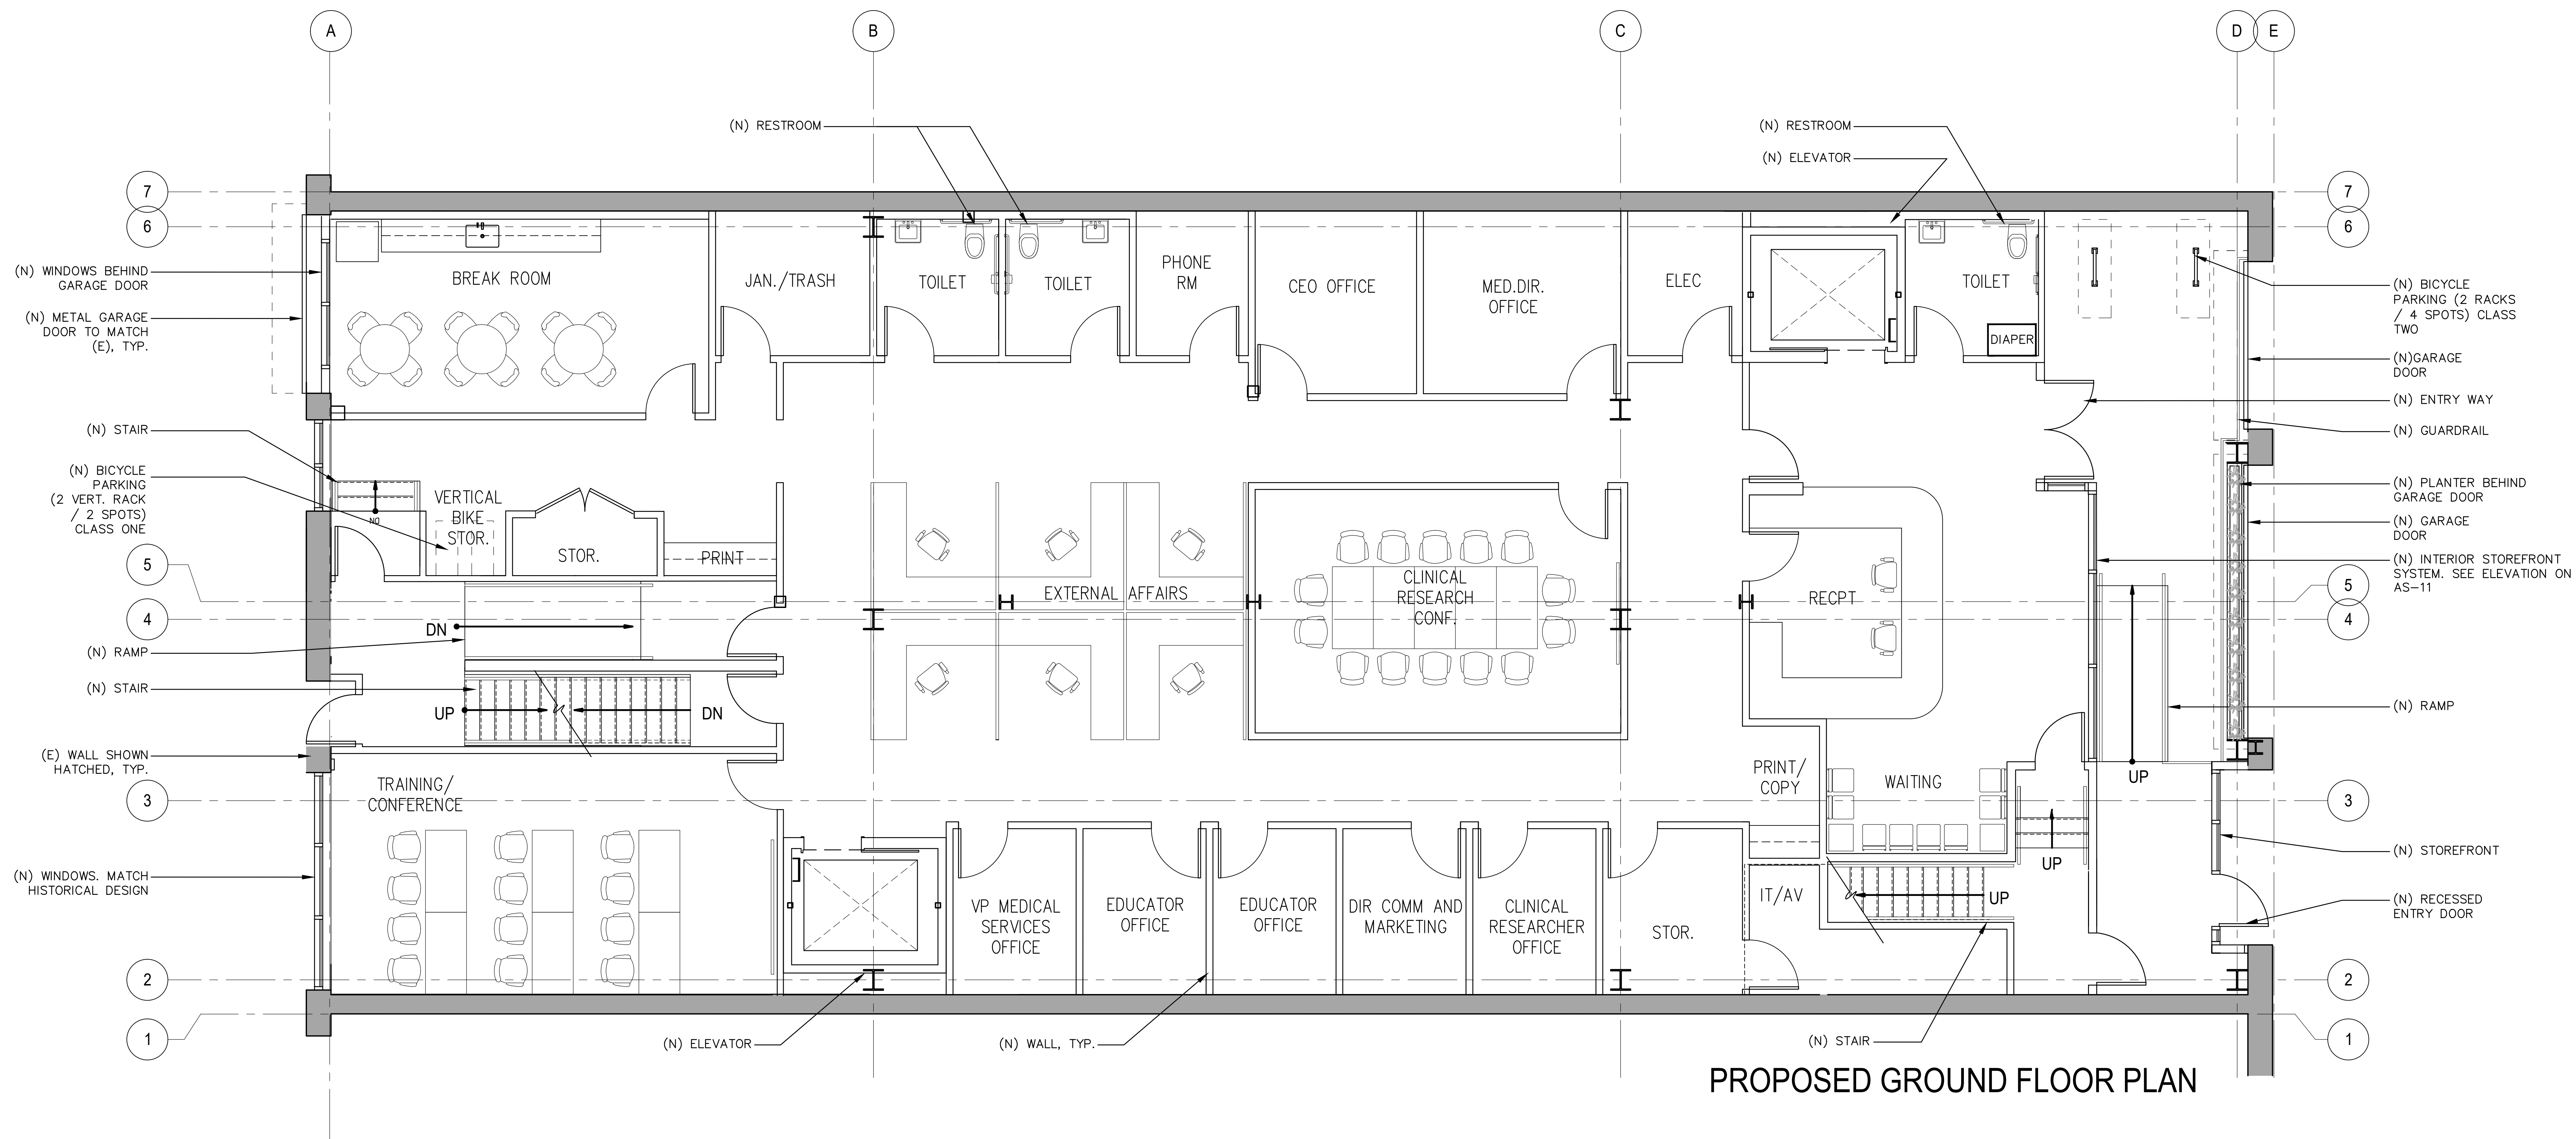 A
B
C
D
E
(N) RESTROOM
(N) RESTROOM
(N) ELEVATOR
7
6
7
6
(N) WINDOWS BEHIND
GARAGE DOOR
(N) METAL GARAGE
DOOR TO MATCH
(E), TYP.
BREAK ROOM
JAN./TRASH
TOILET
TOILET
PHONE
RM
CEO OFFICE
MED.DIR.
OFFICE
ELEC
TOILET
DIAPER
(N) BICYCLE
PARKING (2 RACKS
/ 4 SPOTS) CLASS
TWO
(N)GARAGE
DOOR
(N) ENTRY WAY
(N) GUARDRAIL
(N) STAIR
(N) BICYCLE
PARKING
(2 VERT. RACK
/ 2 SPOTS)
CLASS ONE
DN
VERTICAL
BIKE
STOR.
STOR.
PRINT
(N) PLANTER BEHIND
GARAGE DOOR
(N) GARAGE
DOOR
(N) INTERIOR STOREFRONT
SYSTEM. SEE ELEVATION ON
AS-11
5
4
5
4
EXTERNAL AFFAIRS
CLINICAL
RESEARCH
CONF.
RECPT
DN
(N) RAMP
(N) STAIR
UP
DN
(N) RAMP
(E) WALL SHOWN
HATCHED, TYP.
TRAINING/
CONFERENCE
PRINT/
COPY
WAITING
UP
3
3
UP
(N) STOREFRONT
(N) WINDOWS. MATCH
HISTORICAL DESIGN
VP MEDICAL
SERVICES
OFFICE
EDUCATOR
OFFICE
EDUCATOR
OFFICE
DIR COMM AND
MARKETING
CLINICAL
RESEARCHER
OFFICE
STOR.
IT/AV
UP
(N) RECESSED
ENTRY DOOR
2
2
1
1
(N) ELEVATOR
(N) WALL, TYP.
(N) STAIR
PROPOSED GROUND FLOOR PLAN